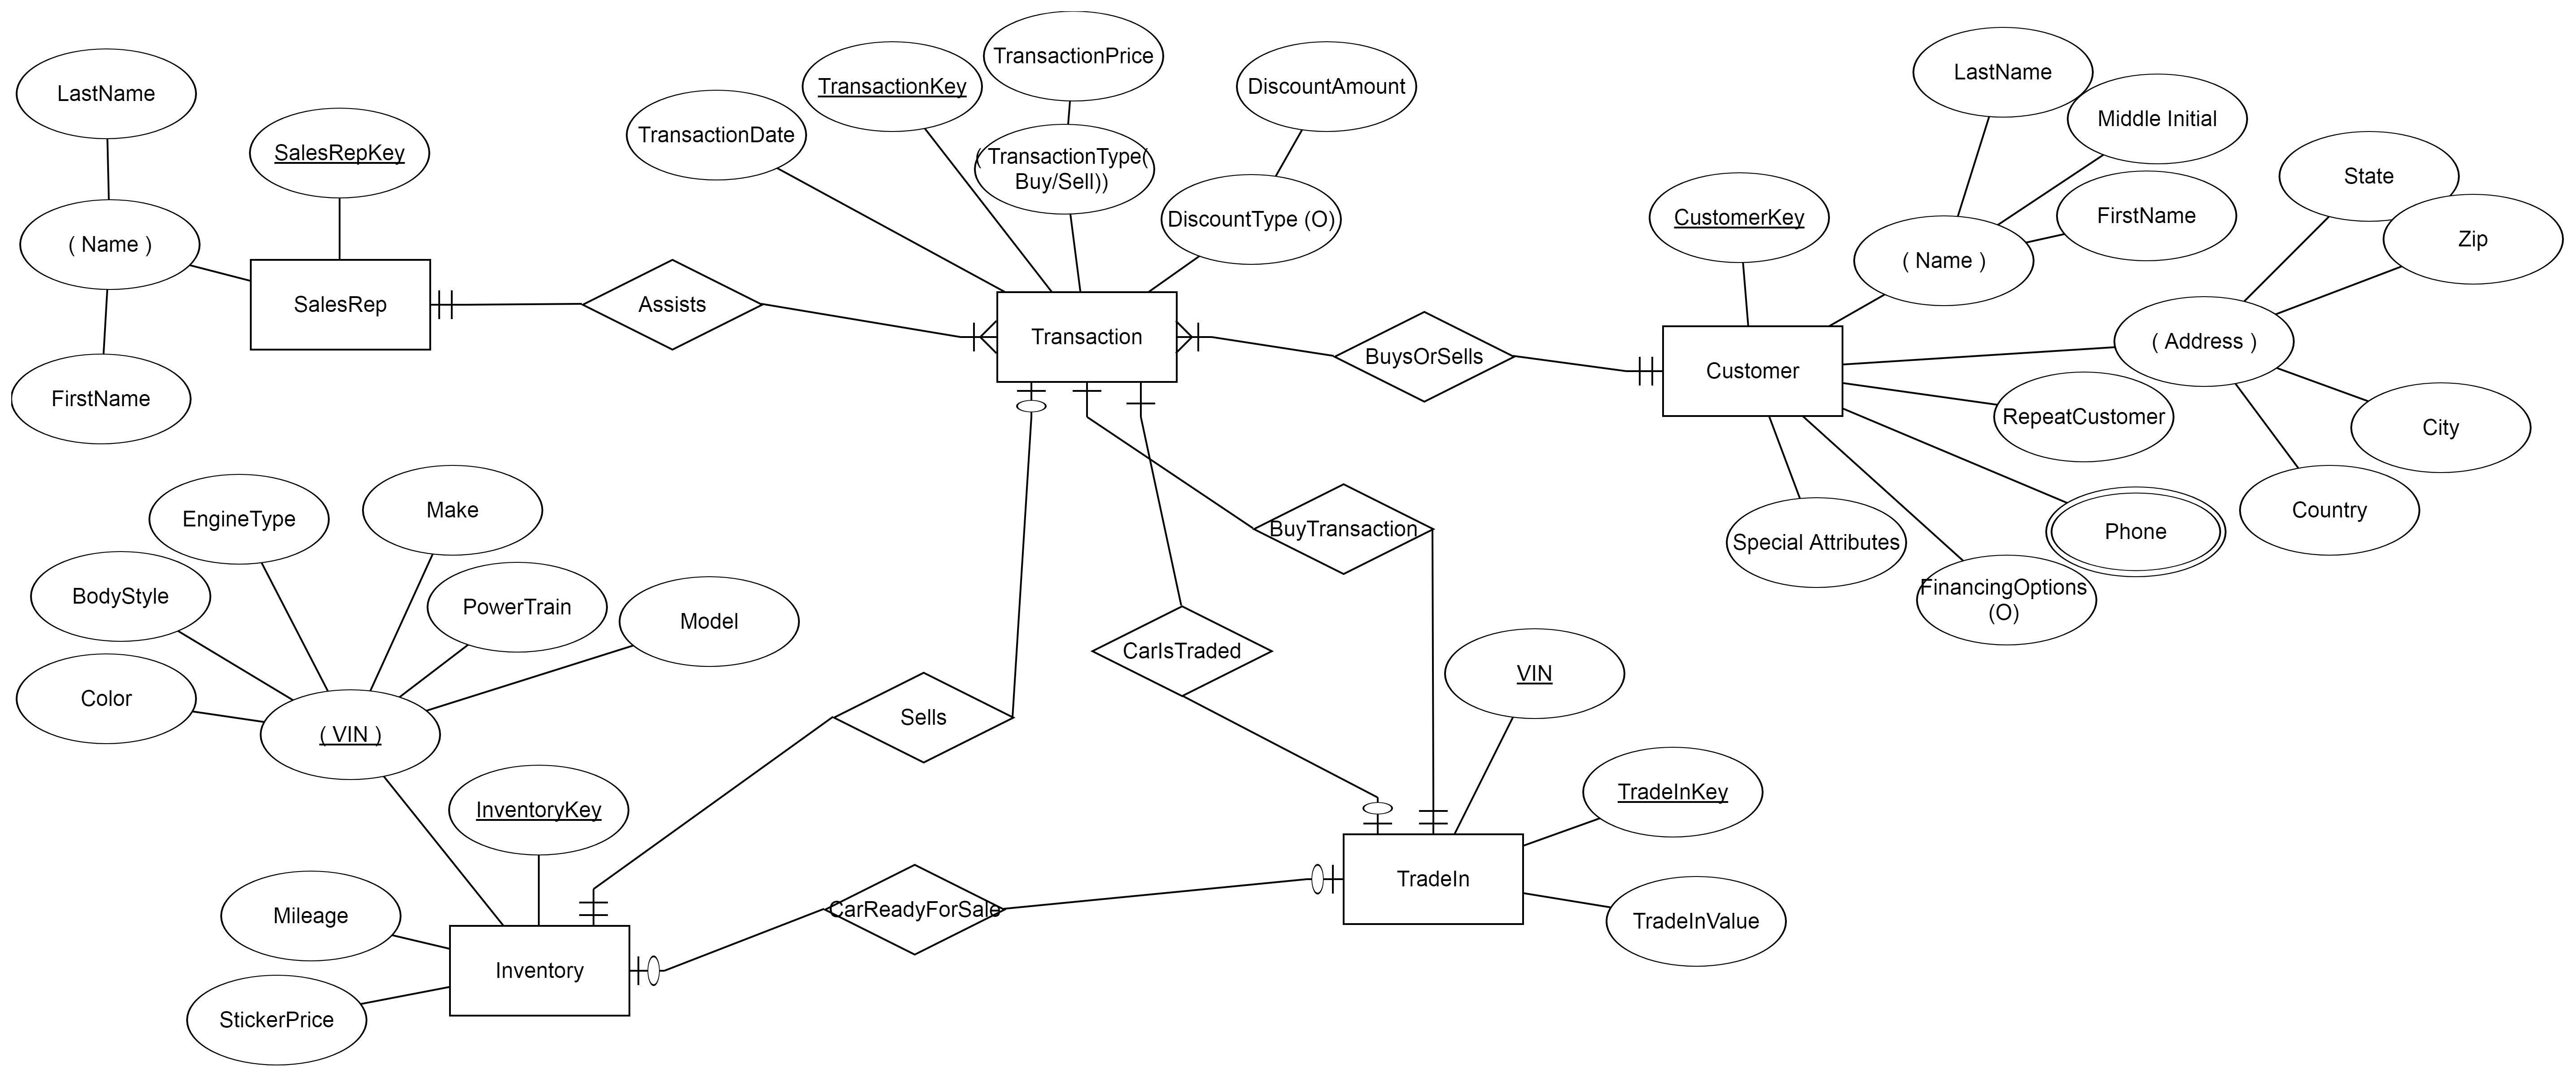 TransactionPrice
LastName
TransactionKey
DiscountAmount
LastName
Middle Initial
TransactionDate
SalesRepKey
( TransactionType(
Buy/Sell))
State
CustomerKey
FirstName
DiscountType (O)
Zip
( Name )
( Name )
SalesRep
Assists
Transaction
BuysOrSells
Customer
( Address )
FirstName
RepeatCustomer
City
Make
Country
EngineType
BuyTransaction
Phone
Special Attributes
BodyStyle
PowerTrain
FinancingOptions
(O)
Model
CarIsTraded
VIN
Color
Sells
( VIN )
InventoryKey
TradeInKey
TradeIn
Mileage
CarReadyForSale
TradeInValue
Inventory
StickerPrice